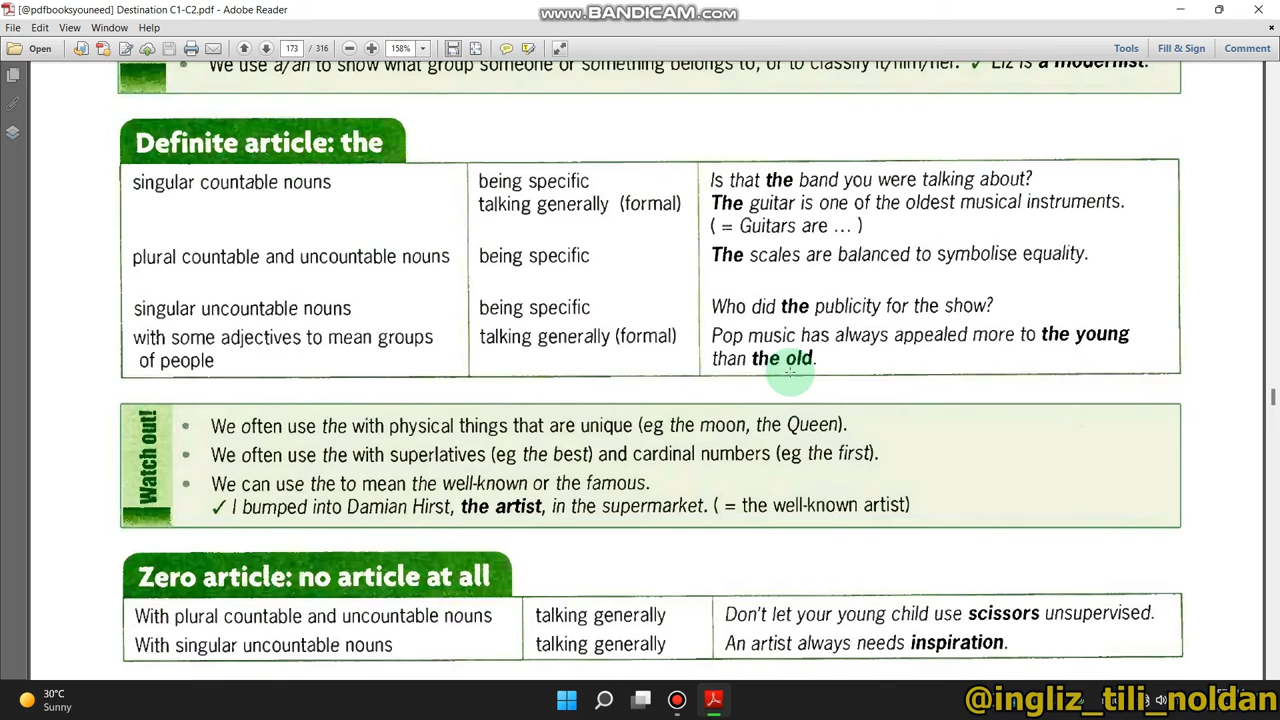 [@pdfbooksyouneed] Destination C1-C2.pdf - Adobe Reader
www.BANDICAM.com
File Edit View Window Help
Open 173 / 316 158% Tools Fill & Sign Comment
We use a/an to show what group someone or something belongs to, or to classify it/him/her. ✓ Liz is a modernist.
Definite article: the
singular countable nouns being specific Is that the band you were talking about?
talking generally (formal) The guitar is one of the oldest musical instruments.
( = Guitars are ... )
plural countable and uncountable nouns being specific The scales are balanced to symbolise equality.
singular uncountable nouns being specific Who did the publicity for the show?
with some adjectives to mean groups talking generally (formal) Pop music has always appealed more to the young
of people than the old.
Watch out!
• We often use the with physical things that are unique (eg the moon, the Queen).
• We often use the with superlatives (eg the best) and cardinal numbers (eg the first).
• We can use the to mean the well-known or the famous.
✓ I bumped into Damian Hirst, the artist, in the supermarket. ( = the well-known artist)
Zero article: no article at all
With plural countable and uncountable nouns talking generally Don't let your young child use scissors unsupervised.
With singular uncountable nouns talking generally An artist always needs inspiration.
30°C
Sunny
@ingliz_tili_noldan